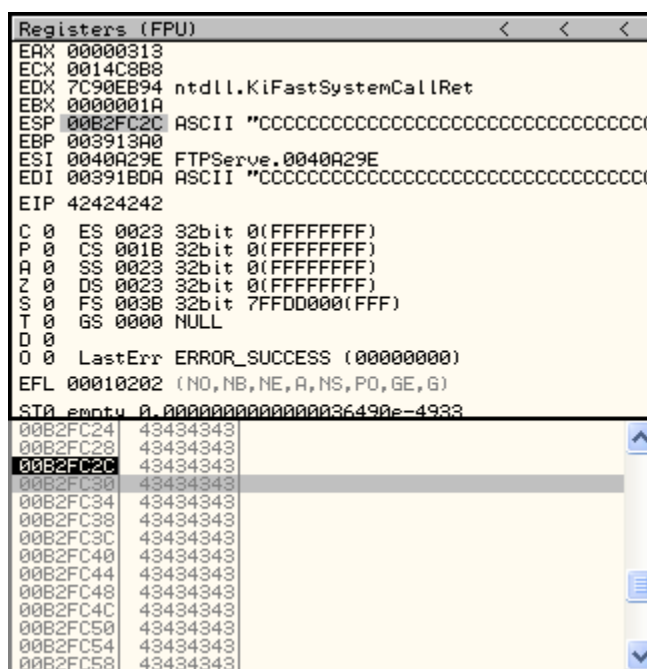 Registers (FPU) < < <
EAX 00000313
ECX 0014C8B8
EDX 7C90EB94 ntdll.KiFastSystemCallRet
EBX 0000001A
ESP 00B2FC2C ASCII "CCCCCCCCCCCCCCCCCCCCCCCCCCCCCCCCC
EBP 003913A0
ESI 0040A29E FTPServe.0040A29E
EDI 00391BDA ASCII "CCCCCCCCCCCCCCCCCCCCCCCCCCCCCCCCC
EIP 42424242
C 0 ES 0023 32bit 0(FFFFFFFF)
P 0 CS 001B 32bit 0(FFFFFFFF)
A 0 SS 0023 32bit 0(FFFFFFFF)
Z 0 DS 0023 32bit 0(FFFFFFFF)
S 0 FS 003B 32bit 7FFDD000(FFF)
T 0 GS 0000 NULL
D 0
O 0 LastErr ERROR_SUCCESS (00000000)
EFL 00010202 (NO,NB,NE,A,NS,PO,GE,G)
ST0 empty 0.0000000000000036490e-4933
00B2FC24 43434343
00B2FC28 43434343
00B2FC2C 43434343
00B2FC30 43434343
00B2FC34 43434343
00B2FC38 43434343
00B2FC3C 43434343
00B2FC40 43434343
00B2FC44 43434343
00B2FC48 43434343
00B2FC4C 43434343
00B2FC50 43434343
00B2FC54 43434343
00B2FC58 43434343